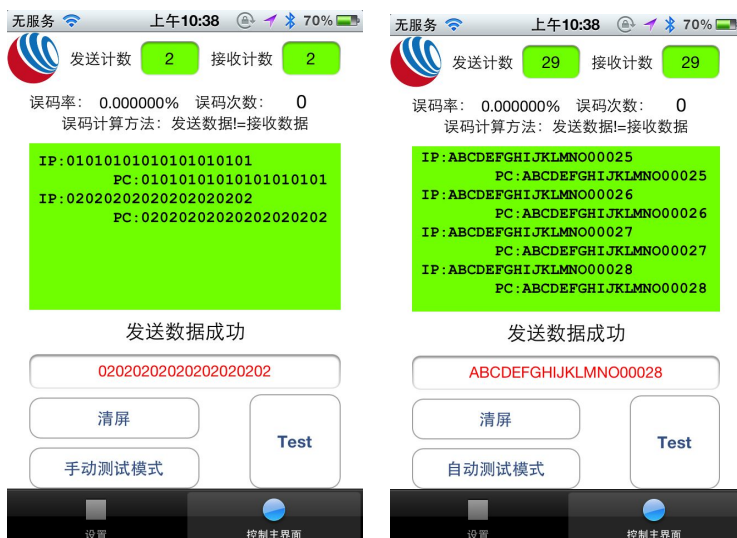 无服务 上午10:38 70%
发送计数 2 接收计数 2
误码率: 0.000000% 误码次数: 0
误码计算方法: 发送数据!=接收数据
IP:01010101010101010101
PC:01010101010101010101
IP:02020202020202020202
PC:02020202020202020202
发送数据成功
02020202020202020202
清屏
手动测试模式
Test
设置 控制主界面
无服务 上午10:38 70%
发送计数 29 接收计数 29
误码率: 0.000000% 误码次数: 0
误码计算方法: 发送数据!=接收数据
IP:ABCDEFGHIJKLMNO00025
PC:ABCDEFGHIJKLMNO00025
IP:ABCDEFGHIJKLMNO00026
PC:ABCDEFGHIJKLMNO00026
IP:ABCDEFGHIJKLMNO00027
PC:ABCDEFGHIJKLMNO00027
IP:ABCDEFGHIJKLMNO00028
PC:ABCDEFGHIJKLMNO00028
发送数据成功
ABCDEFGHIJKLMNO00028
清屏
自动测试模式
Test
设置 控制主界面